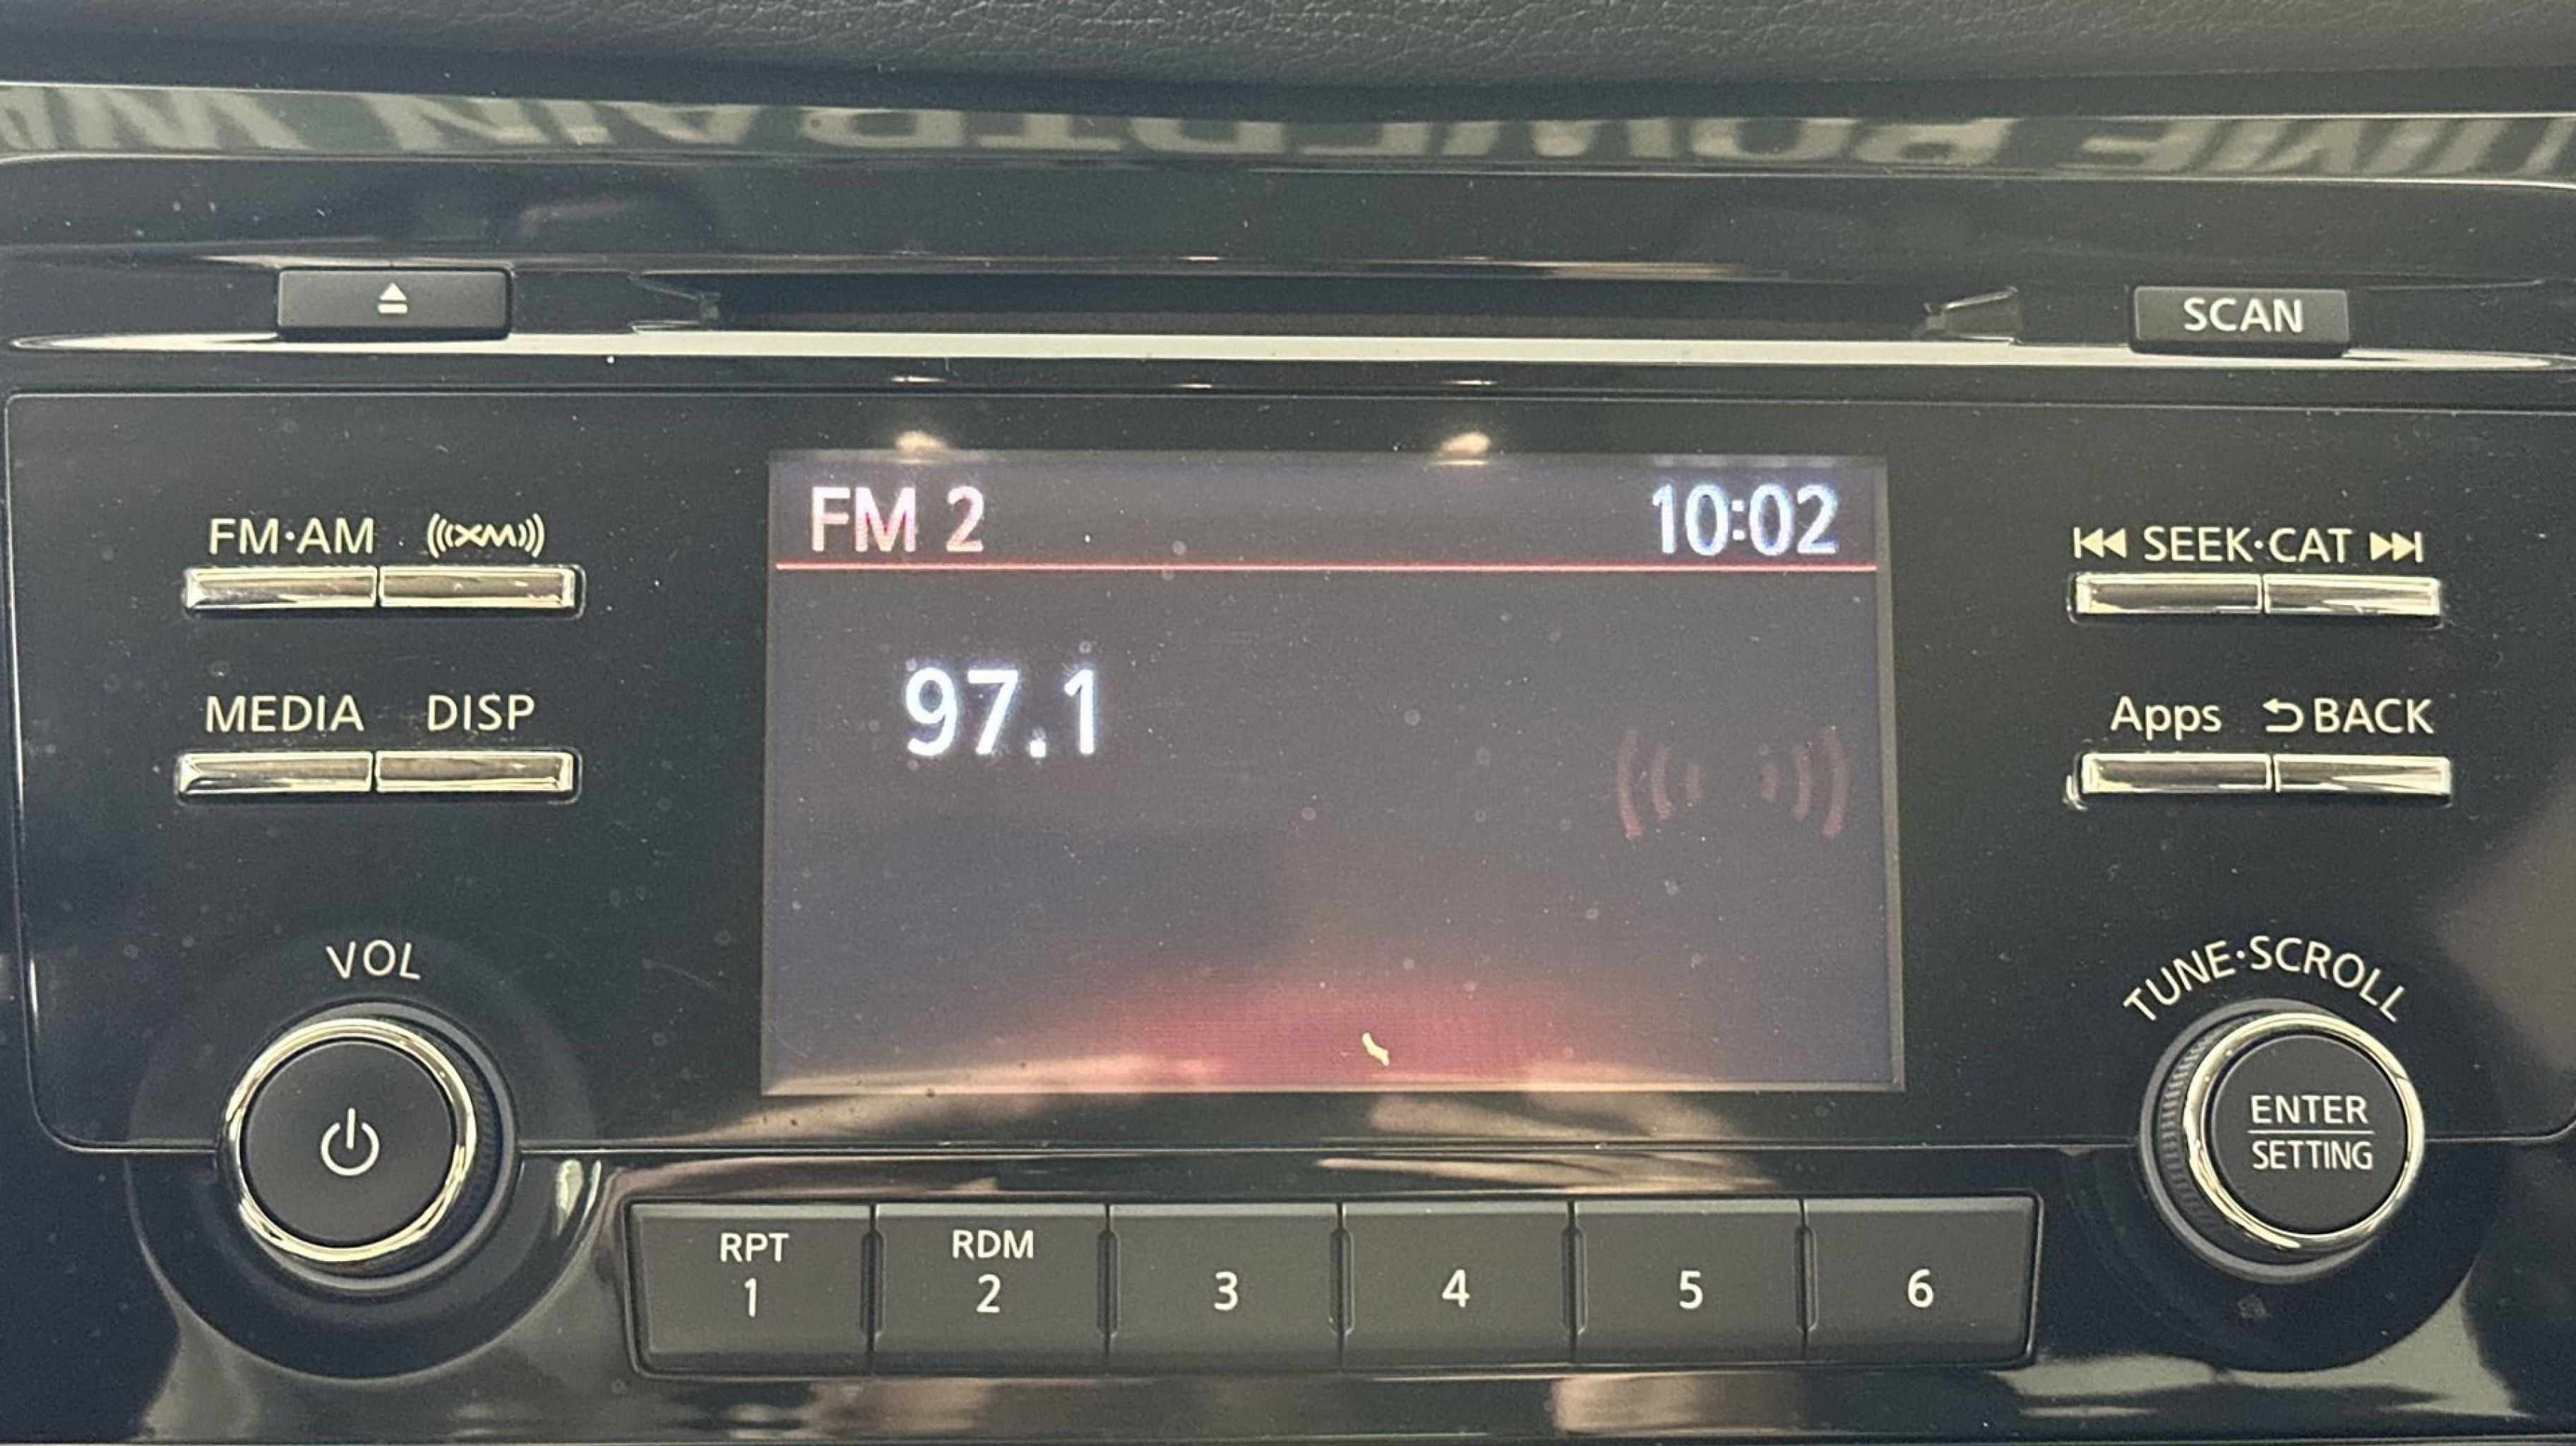 SCAN
FM·AM XM
FM 2 10:02
SEEK·CAT
MEDIA DISP
97.1
Apps BACK
VOL
TUNE·SCROLL
ENTER
SETTING
RPT RDM
1 2 3 4 5 6